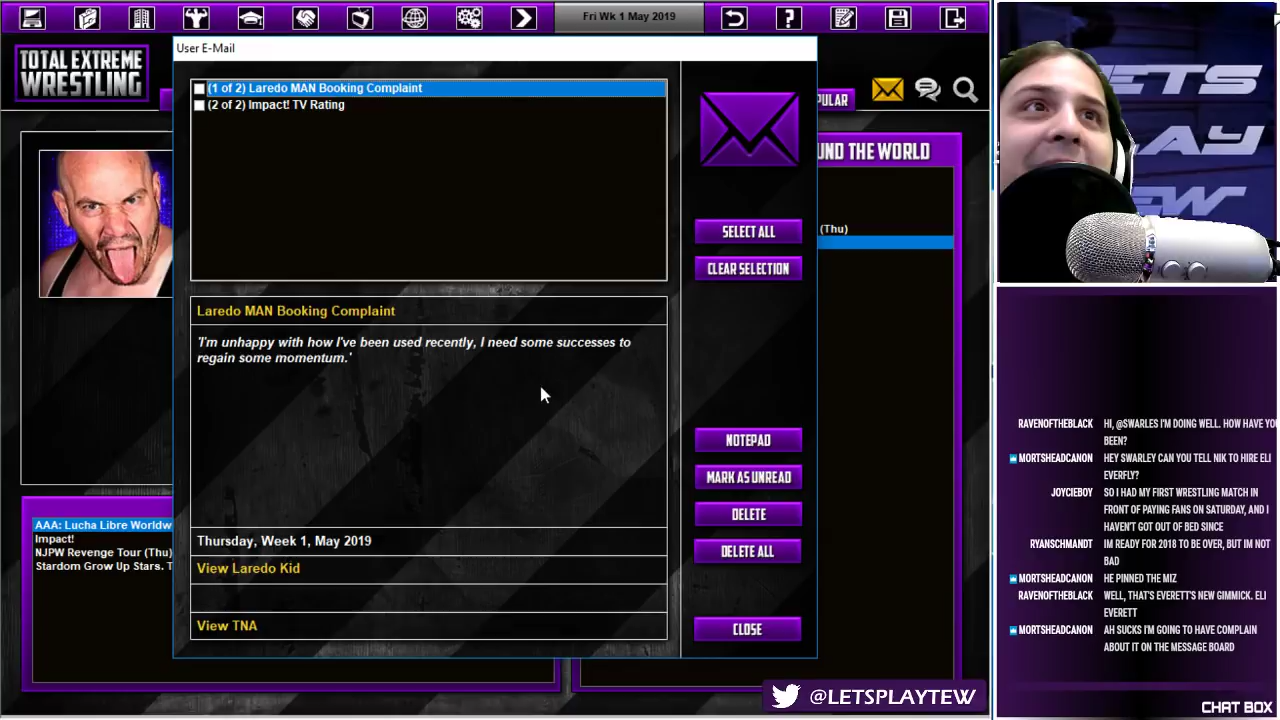 Fri Wk 1 May 2019
User E-Mail
TOTAL EXTREME
WRESTLING
(1 of 2) Laredo MAN Booking Complaint
(2 of 2) Impact! TV Rating
PULAR
UND THE WORLD
(Thu)
SELECT ALL
CLEAR SELECTION
Laredo MAN Booking Complaint
'I'm unhappy with how I've been used recently, I need some successes to
regain some momentum.'
NOTEPAD
MARK AS UNREAD
DELETE
DELETE ALL
CLOSE
Thursday, Week 1, May 2019
View Laredo Kid
View TNA
AAA: Lucha Libre Worldw
Impact!
NJPW Revenge Tour (Thu)
Stardom Grow Up Stars. T
@LETSPLAYTEW
ETS
AY
EW
RAVENOFTHEBLACK HI, @SWARLES I'M DOING WELL. HOW HAVE YOU
BEEN?
MORTSHEADCANON HEY SWARLEY CAN YOU TELL NIK TO HIRE ELI
EVERFLY?
JOYCIEBOY SO I HAD MY FIRST WRESTLING MATCH IN
FRONT OF PAYING FANS ON SATURDAY, AND I
HAVEN'T GOT OUT OF BED SINCE
RYANSCHMANDT IM READY FOR 2018 TO BE OVER, BUT IM NOT
BAD
MORTSHEADCANON HE PINNED THE MIZ
RAVENOFTHEBLACK WELL, THAT'S EVERETT'S NEW GIMMICK. ELI
EVERETT
MORTSHEADCANON AH SUCKS I'M GOING TO HAVE COMPLAIN
ABOUT IT ON THE MESSAGE BOARD
CHAT BOX